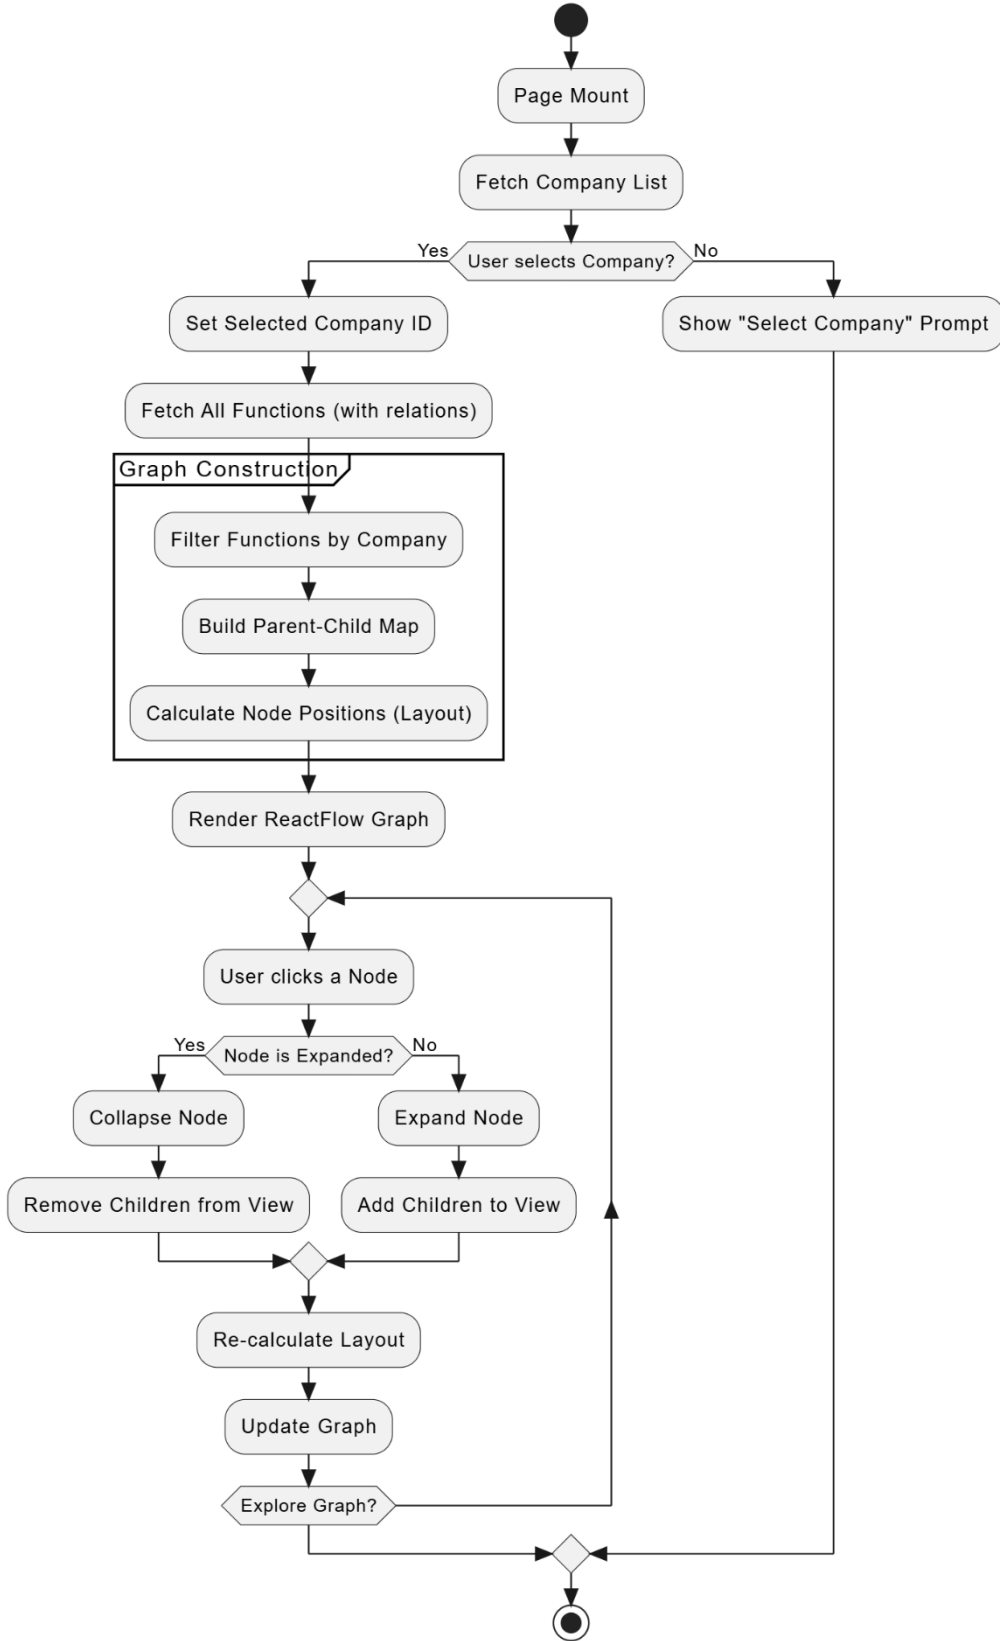 Page Mount
Fetch Company List
Yes
User selects Company?
No
Set Selected Company ID
Show "Select Company" Prompt
Fetch All Functions (with relations)
Graph Construction
Filter Functions by Company
Build Parent-Child Map
Calculate Node Positions (Layout)
Render ReactFlow Graph
User clicks a Node
Yes
Node is Expanded?
No
Collapse Node
Expand Node
Remove Children from View
Add Children to View
Re-calculate Layout
Update Graph
Explore Graph?